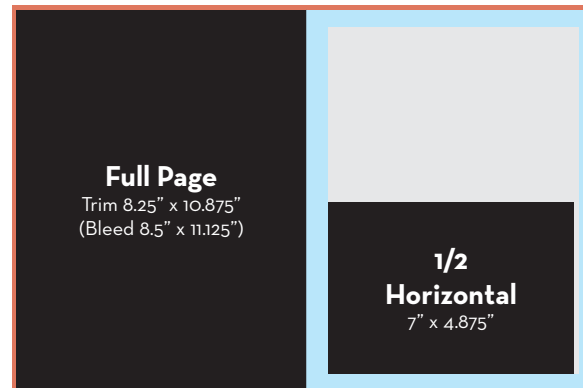 Full Page
Trim 8.25” x 10.875”
(Bleed 8.5” x 11.125”)
1/2
Horizontal
7” x 4.875”